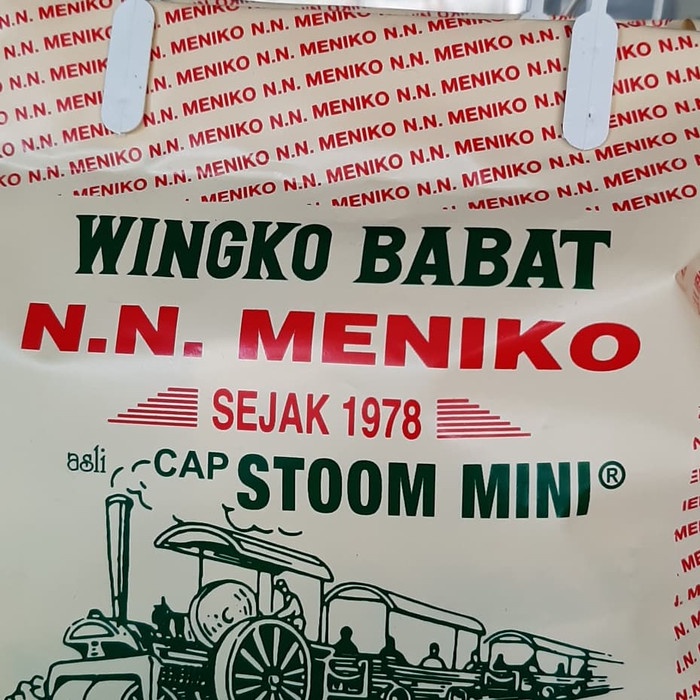 N.N. MENIKO N.N. MENIKO N.N. MENIKO N.N. MENIKO
WINGKO BABAT
N.N. MENIKO
SEJAK 1978
asli CAP STOOM MINI®